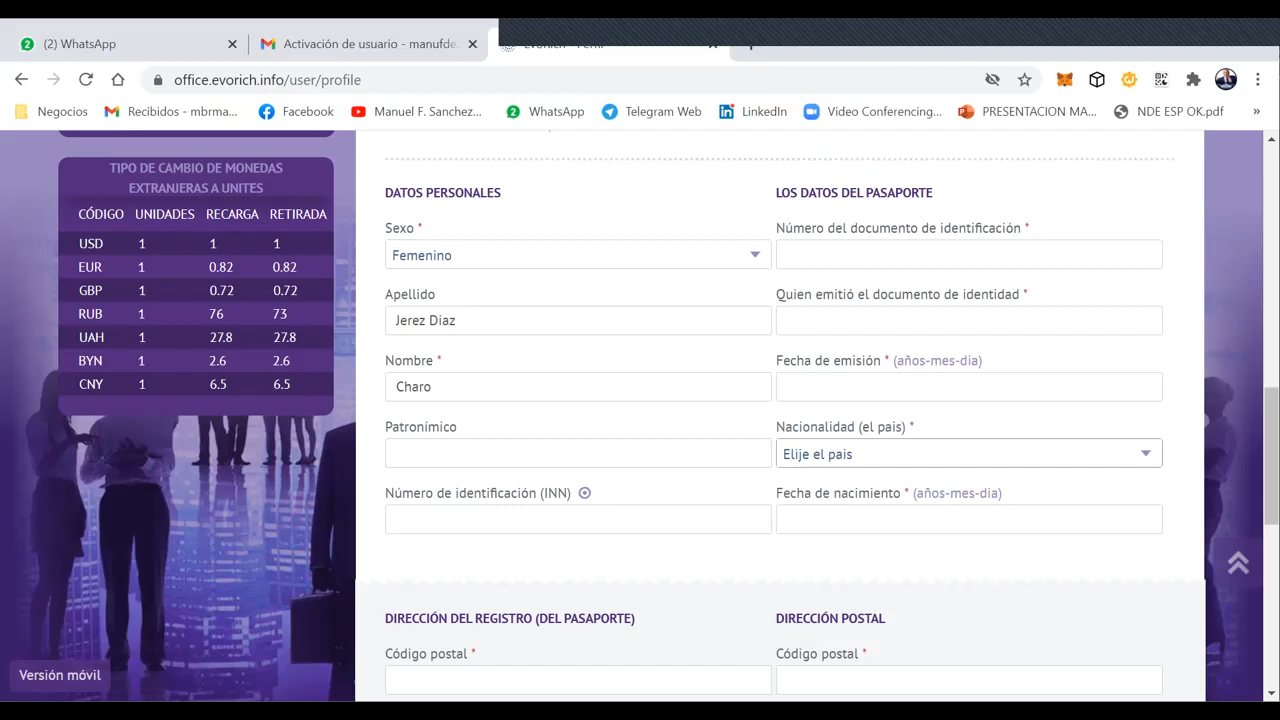 (2) WhatsApp
Activación de usuario - manufde
office.evorich.info/user/profile
Negocios
Recibidos - mbrma...
Facebook
Manuel F. Sanchez...
WhatsApp
Telegram Web
LinkedIn
Video Conferencing,...
PRESENTACION MA...
NDE ESP OK.pdf
»
TIPO DE CAMBIO DE MONEDAS
EXTRANJERAS A UNITES
CÓDIGO UNIDADES RECARGA RETIRADA
USD 1 1 1
EUR 1 0.82 0.82
GBP 1 0.72 0.72
RUB 1 76 73
UAH 1 27.8 27.8
BYN 1 2.6 2.6
CNY 1 6.5 6.5
Versión móvil
DATOS PERSONALES
Sexo *
Femenino
Apellido
Jerez Diaz
Nombre *
Charo
Patronímico
Número de identificación (INN)
LOS DATOS DEL PASAPORTE
Número del documento de identificación *
Quien emitió el documento de identidad *
Fecha de emisión * (años-mes-dia)
Nacionalidad (el pais) *
Elije el pais
Fecha de nacimiento * (años-mes-dia)
DIRECCIÓN DEL REGISTRO (DEL PASAPORTE)
Código postal *
DIRECCIÓN POSTAL
Código postal *